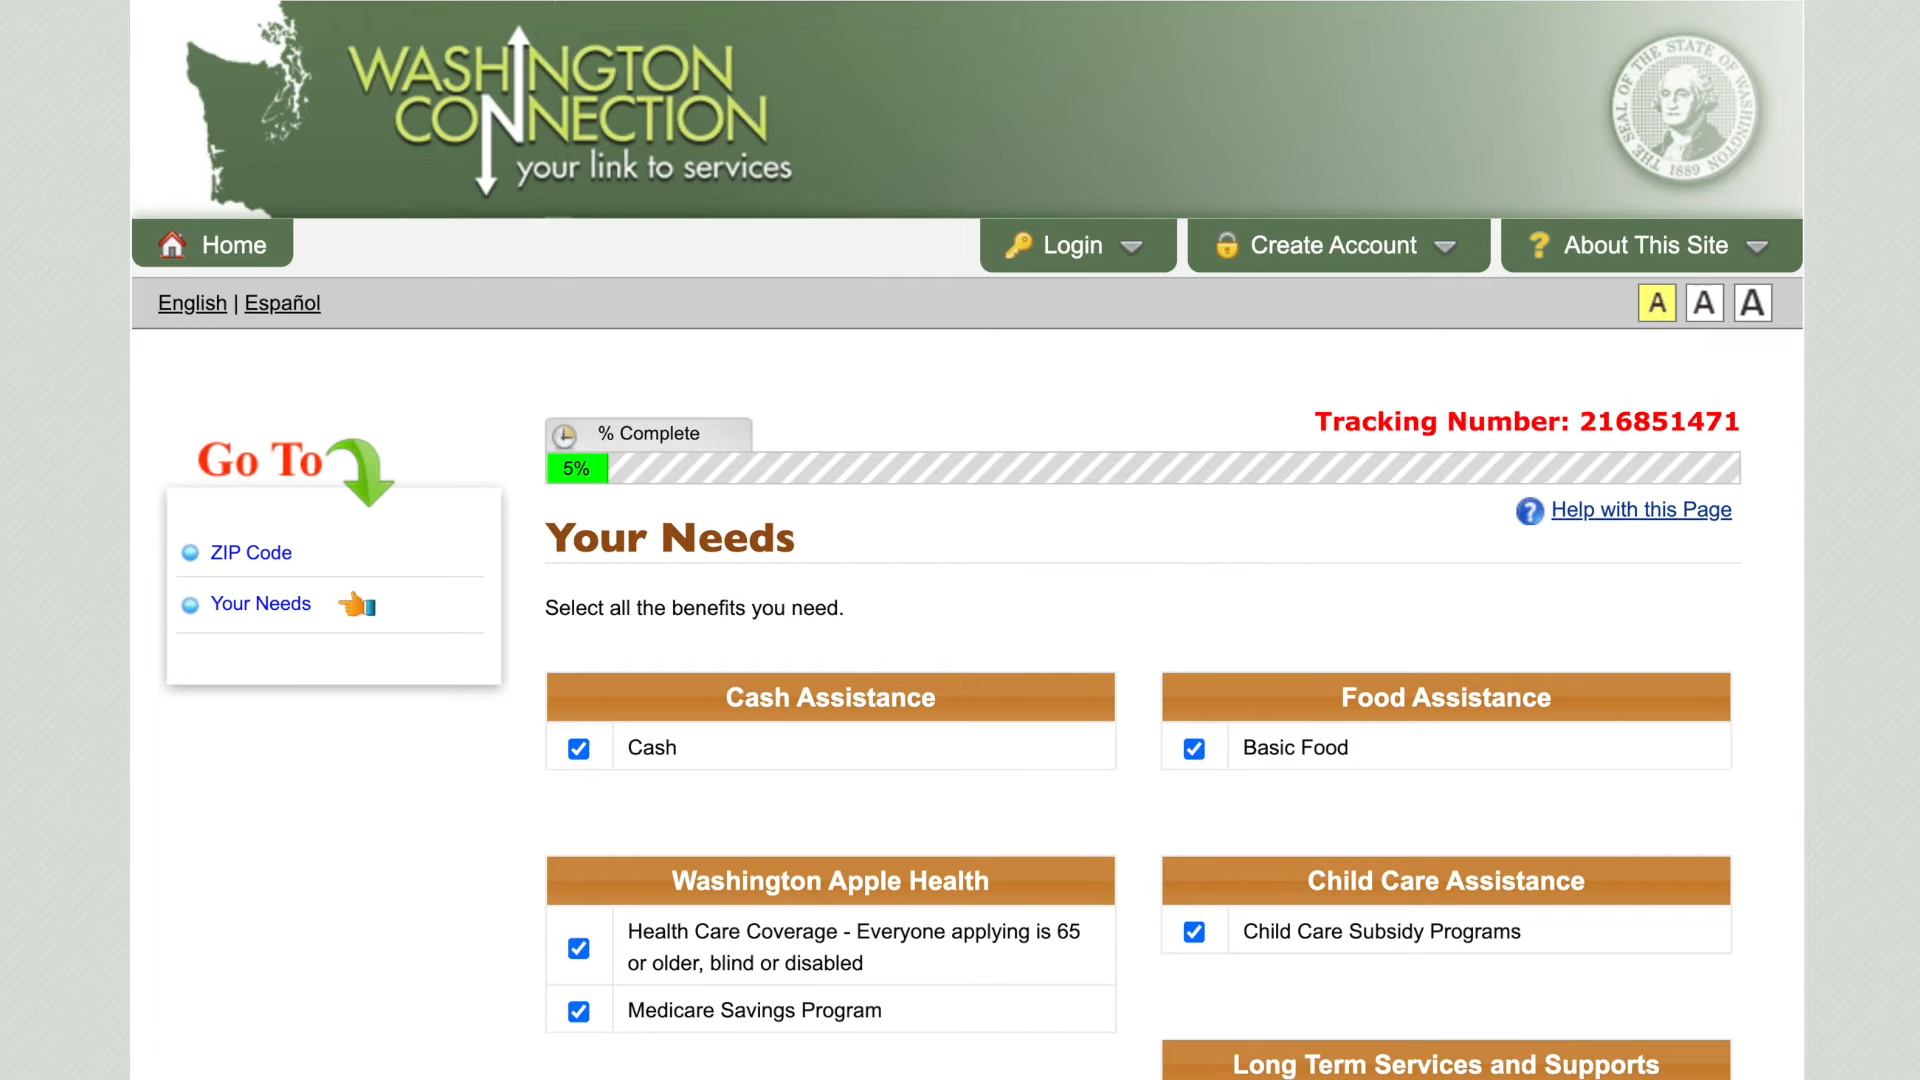 WASHINGTON
CONNECTION
your link to services
THE SEAL OF THE STATE OF WASHINGTON
1889
Home
Login
Create Account
? About This Site
English | Español
A A A
Tracking Number: 216851471
% Complete
5%
Go To
? Help with this Page
Your Needs
ZIP Code
Your Needs
Select all the benefits you need.
Cash Assistance
Cash
Food Assistance
Basic Food
Washington Apple Health
Health Care Coverage - Everyone applying is 65
or older, blind or disabled
Medicare Savings Program
Child Care Assistance
Child Care Subsidy Programs
Long Term Services and Supports